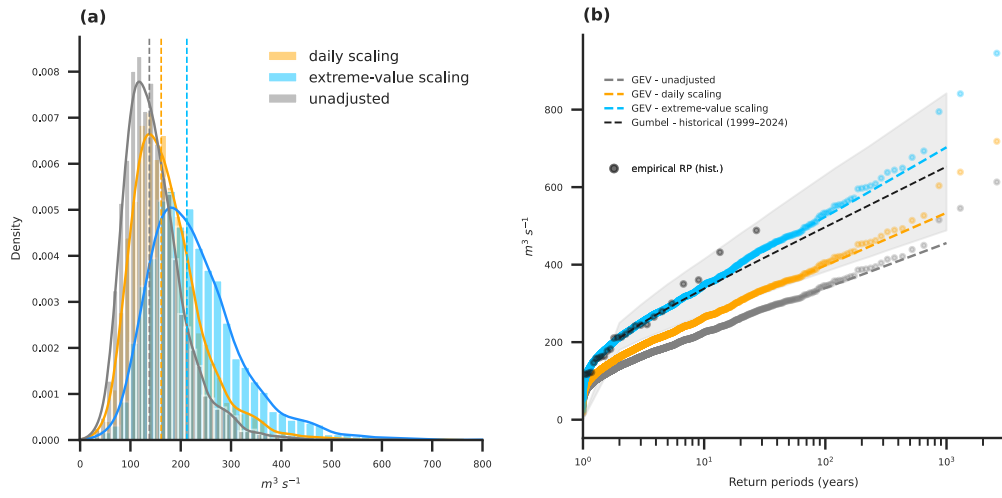 (a)
daily scaling
extreme-value scaling
unadjusted
Density
0.008
0.007
0.006
0.005
0.004
0.003
0.002
0.001
0.000
0 100 200 300 400 500 600 700 800
m³ s⁻¹
(b)
GEV - unadjusted
GEV - daily scaling
GEV - extreme-value scaling
Gumbel - historical (1999–2024)
empirical RP (hist.)
m³ s⁻¹
800
600
400
200
0
10⁰ 10¹ 10² 10³
Return periods (years)